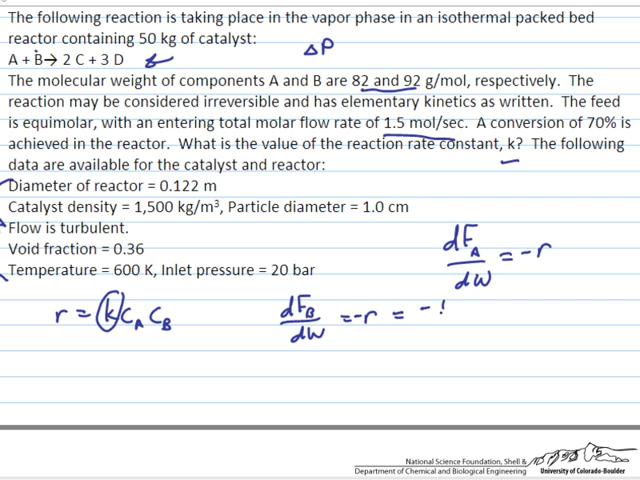 The following reaction is taking place in the vapor phase in an isothermal packed bed
reactor containing 50 kg of catalyst:
ΔP
A + B → 2 C + 3 D
The molecular weight of components A and B are 82 and 92 g/mol, respectively. The
reaction may be considered irreversible and has elementary kinetics as written. The feed
is equimolar, with an entering total molar flow rate of 1.5 mol/sec. A conversion of 70% is
achieved in the reactor. What is the value of the reaction rate constant, k? The following
data are available for the catalyst and reactor:
Diameter of reactor = 0.122 m
Catalyst density = 1,500 kg/m³, Particle diameter = 1.0 cm
Flow is turbulent.
Void fraction = 0.36
Temperature = 600 K, Inlet pressure = 20 bar
dF_A/dW = -r
r = k C_A C_B
dF_B/dW = -r = -
National Science Foundation, Shell &
Department of Chemical and Biological Engineering
University of Colorado-Boulder